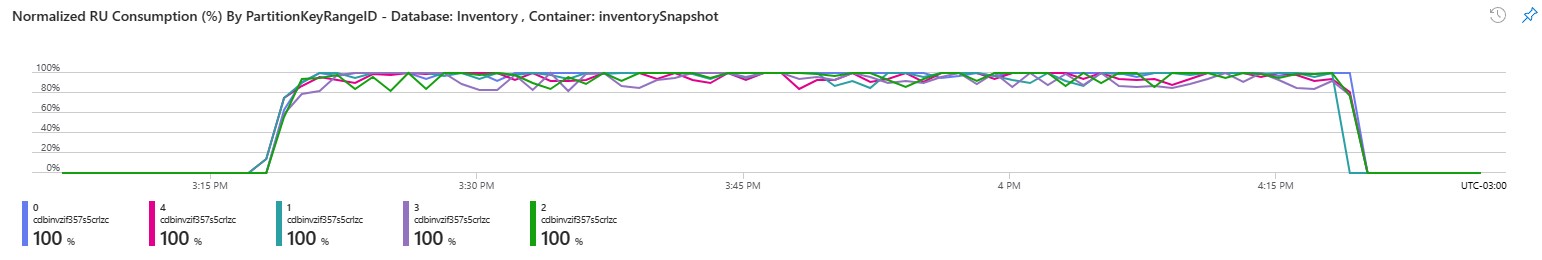 Normalized RU Consumption (%) By PartitionKeyRangeID - Database: Inventory , Container: inventorySnapshot
100%
80%
60%
40%
20%
0%
3:15 PM 3:30 PM 3:45 PM 4 PM 4:15 PM UTC-03:00
0 4 1 3 2
cdbinvzif357s5crlzc cdbinvzif357s5crlzc cdbinvzif357s5crlzc cdbinvzif357s5crlzc cdbinvzif357s5crlzc
100 % 100 % 100 % 100 % 100 %